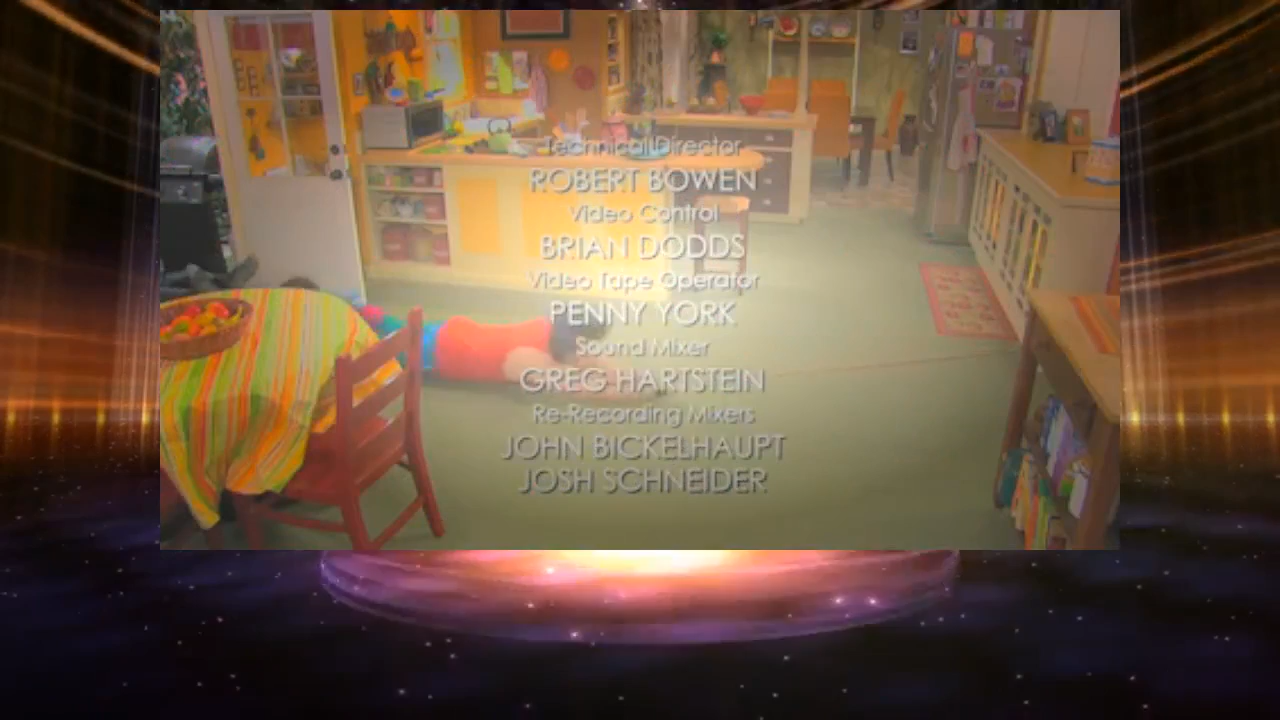 Technical Director
ROBERT BOWEN
Video Control
BRIAN DODDS
Video Tape Operator
PENNY YORK
Sound Mixer
GREG HARTSTEIN
Re-Recording Mixers
JOHN BICKELHAUPT
JOSH SCHNEIDER